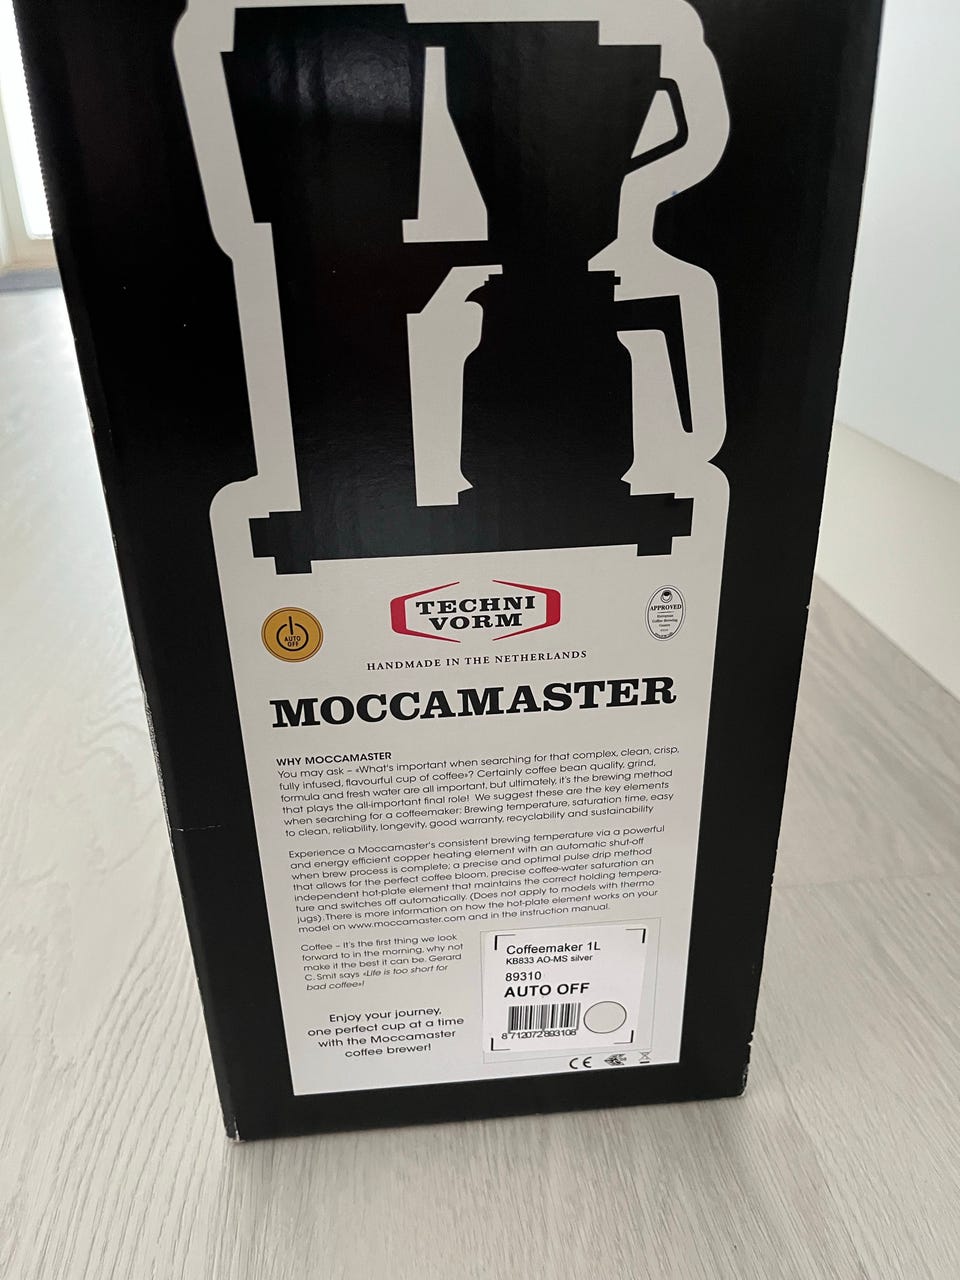 TECHNI
VORM
AUTO
OFF
APPROVED
European
Coffee Brewing
Centre
HANDMADE IN THE NETHERLANDS
MOCCAMASTER
WHY MOCCAMASTER
You may ask – «What's important when searching for that complex, clean, crisp,
fully infused, flavourful cup of coffee»? Certainly coffee bean quality, grind,
formula and fresh water are all important, but ultimately, it's the brewing method
that plays the all-important final role! We suggest these are the key elements
when searching for a coffeemaker: Brewing temperature, saturation time, easy
to clean, reliability, longevity, good warranty, recyclability and sustainability
Experience a Moccamaster's consistent brewing temperature via a powerful
and energy efficient copper heating element with an automatic shut-off
when brew process is complete; a precise and optimal pulse drip method
that allows for the perfect coffee bloom, precise coffee-water saturation an
independent hot-plate element that maintains the correct holding tempera-
ture and switches off automatically. (Does not apply to models with thermo
jugs). There is more information on how the hot-plate element works on your
model on www.moccamaster.com and in the instruction manual.
Coffee – it's the first thing we look
forward to in the morning, why not
make it the best it can be. Gerard
C. Smit says «Life is too short for
bad coffee»!
Enjoy your journey,
one perfect cup at a time
with the Moccamaster
coffee brewer!
Coffeemaker 1L
KB833 AO-MS silver
89310
AUTO OFF
8 712072 893108
CE